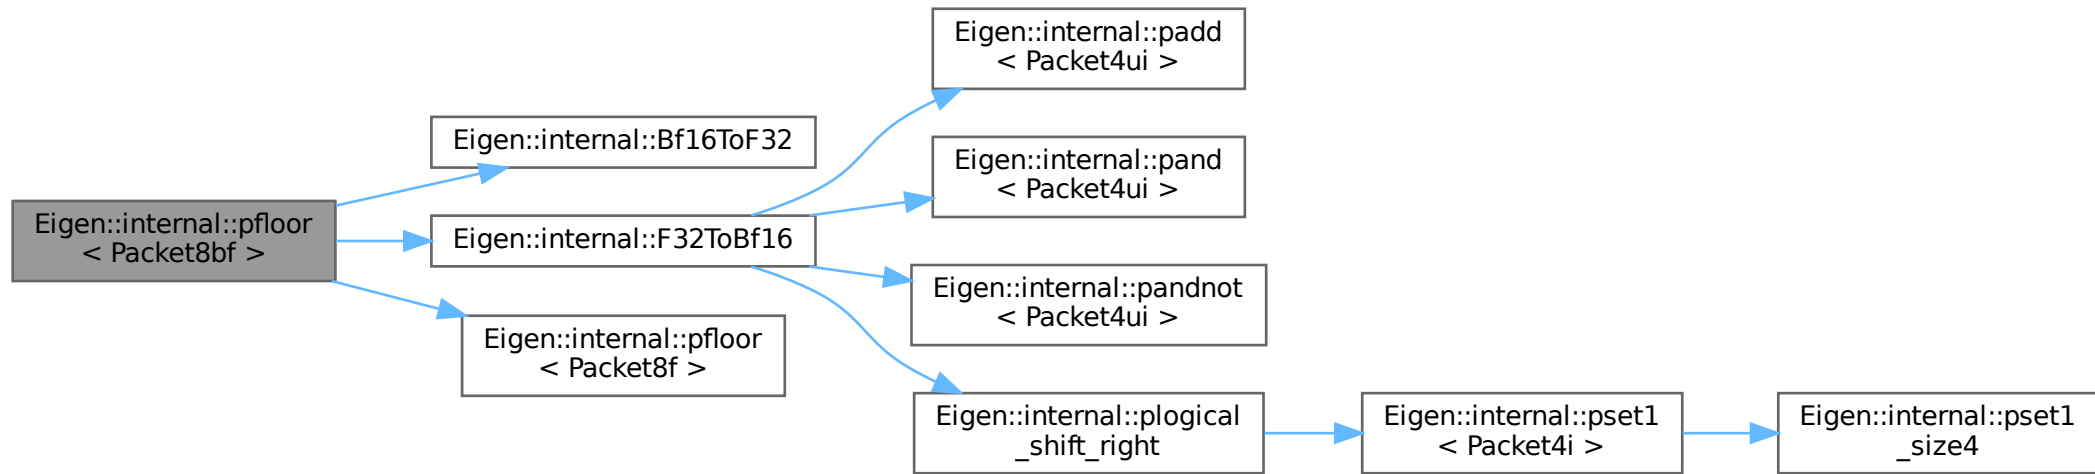 Eigen::internal::pfloor
< Packet8bf >
Eigen::internal::Bf16ToF32
Eigen::internal::F32ToBf16
Eigen::internal::pfloor
< Packet8f >
Eigen::internal::padd
< Packet4ui >
Eigen::internal::pand
< Packet4ui >
Eigen::internal::pandnot
< Packet4ui >
Eigen::internal::plogical
_shift_right
Eigen::internal::pset1
< Packet4i >
Eigen::internal::pset1
_size4